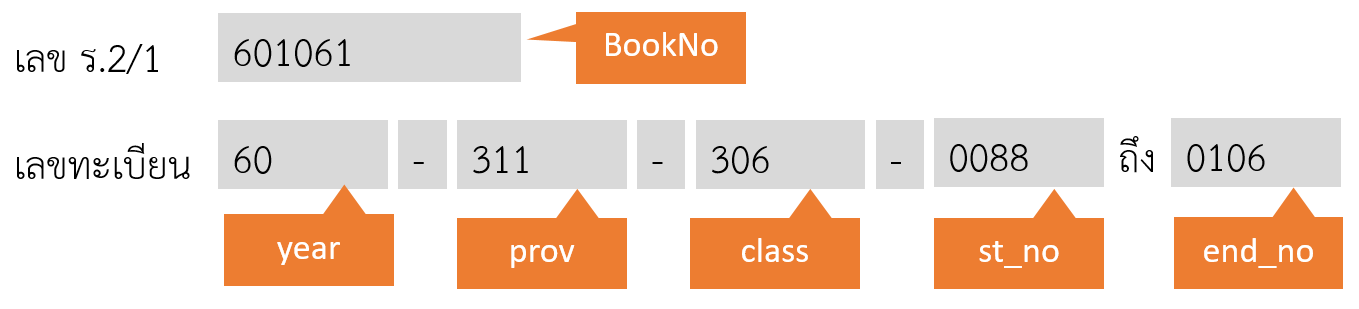 เลข ร.2/1 601061 BookNo
เลขทะเบียน 60 - 311 - 306 - 0088 ถึง 0106
year prov class st_no end_no